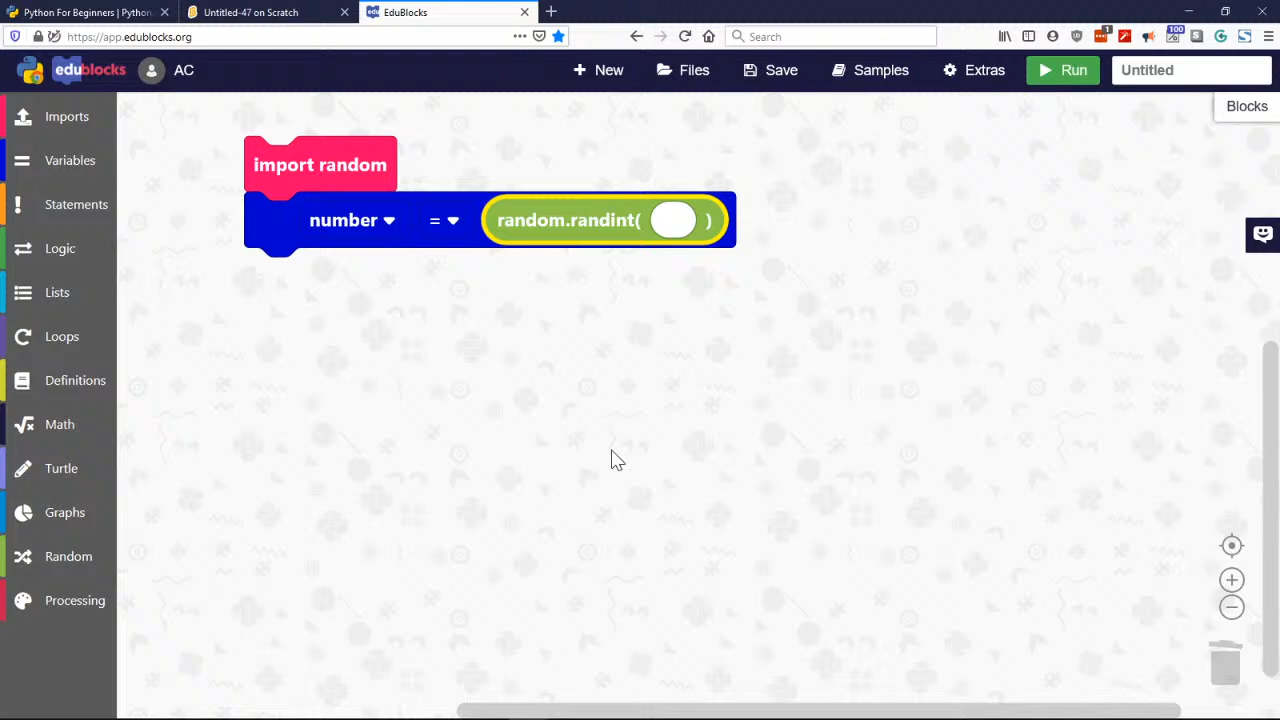 Python For Beginners | Python.
Untitled-47 on Scratch
EduBlocks
https://app.edublocks.org
Search
1
100
edublocks
AC
New
Files
Save
Samples
Extras
Run
Untitled
Blocks
Imports
Variables
Statements
Logic
Lists
Loops
Definitions
Math
Turtle
Graphs
Random
Processing
import random
number = random.randint( )